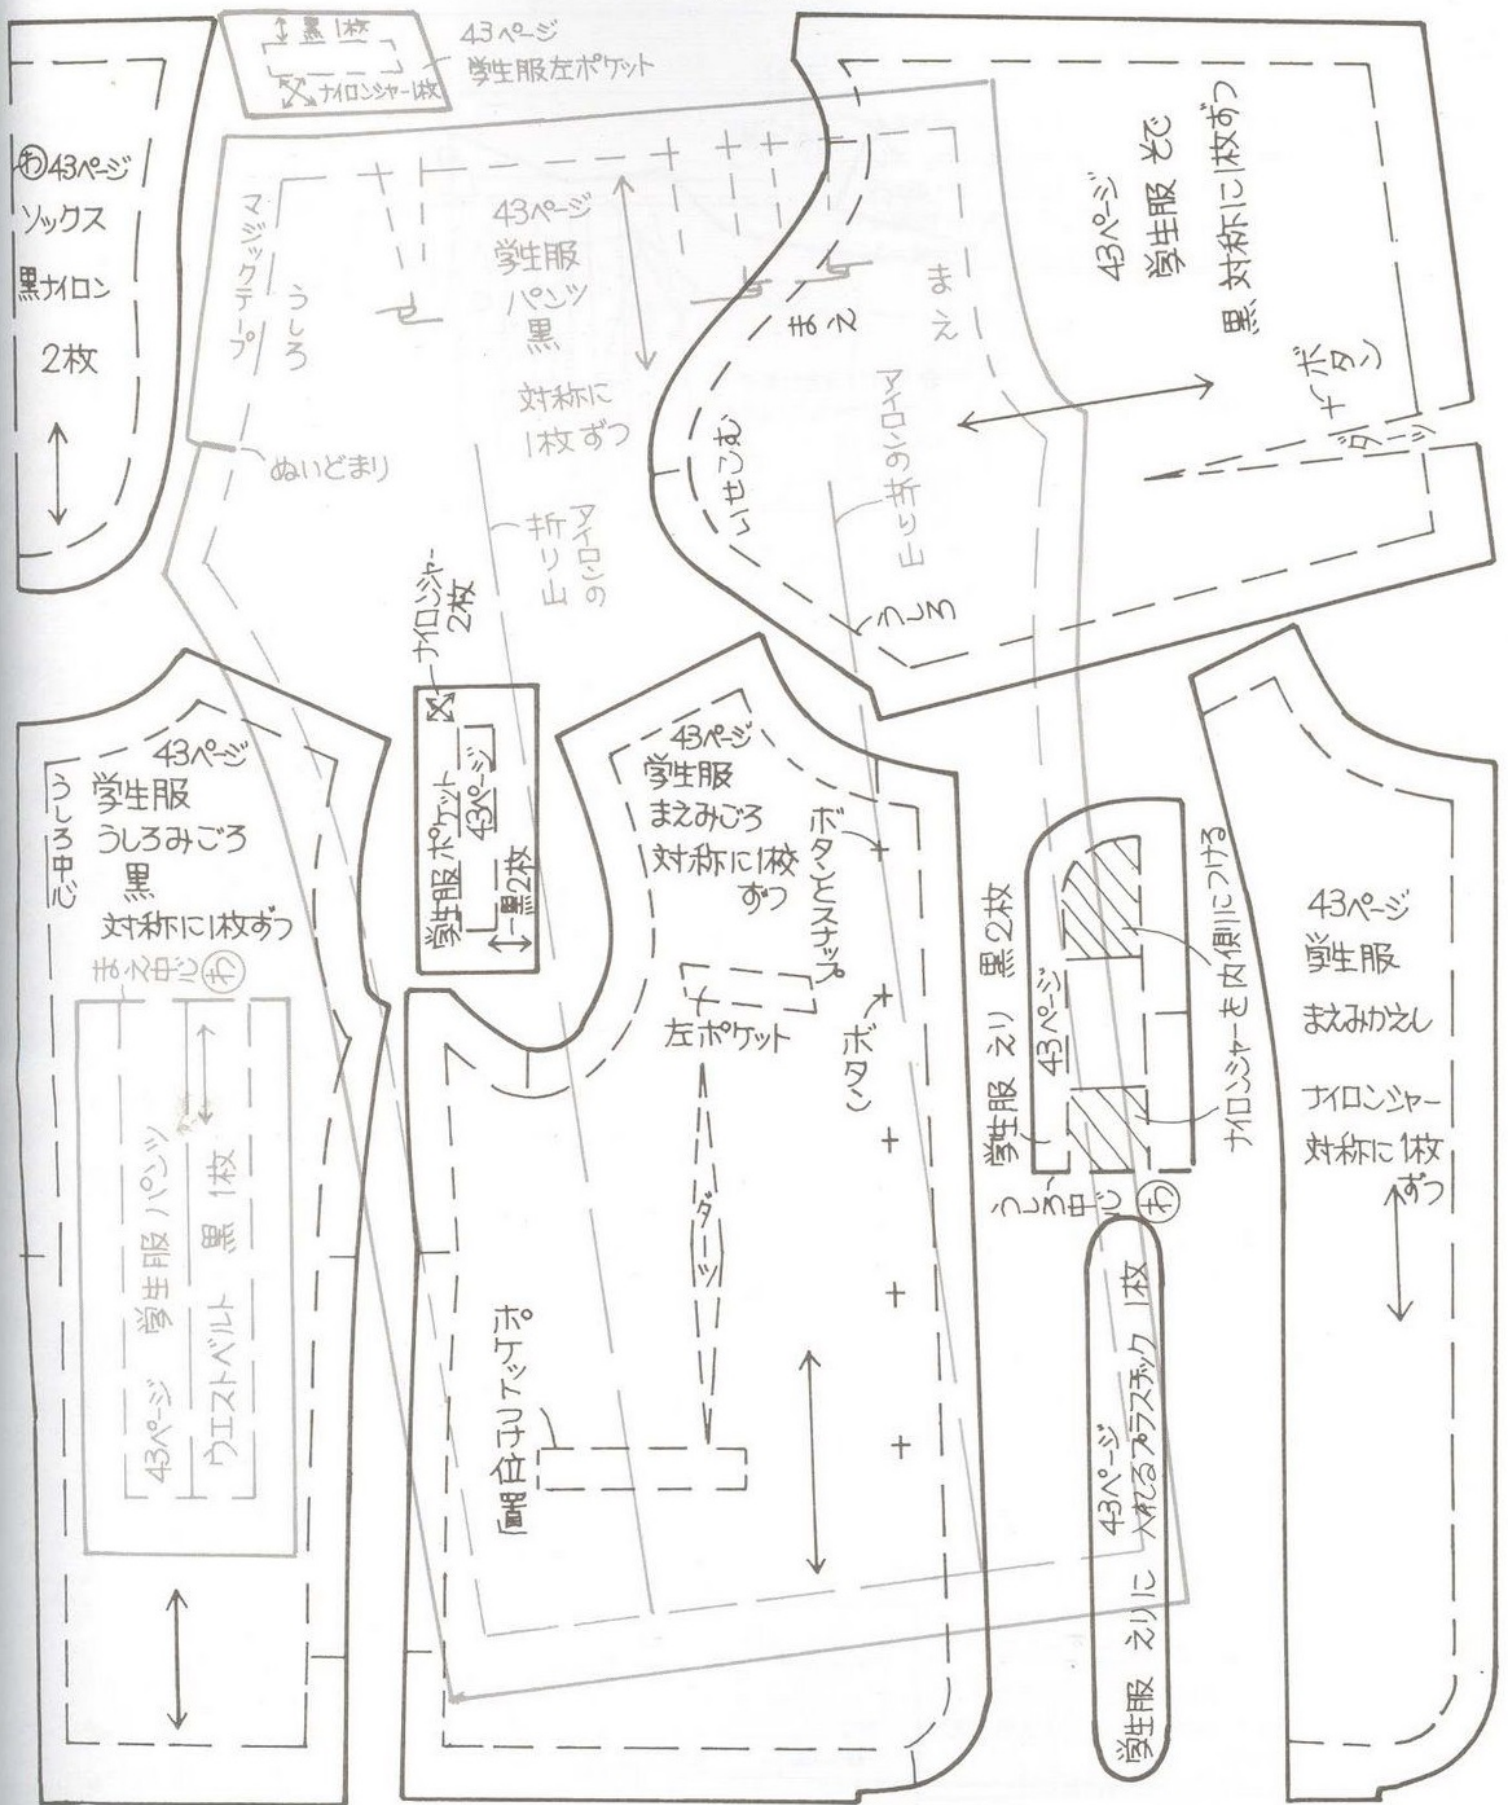 黒1枚
ナイロンジャー1枚
43ページ
学生服左ポケット
わ 43ページ
ソックス
黒ナイロン
2枚
マジックテープ
うしろ
43ページ
学生服
パンツ
黒
対称に
1枚ずつ
まえ
ぬいどまり
アイロンの
折り山
アイロンの折り山
43ページ
学生服 そで
黒 対称に1枚ずつ
まえ
いせこむ
うしろ
ボタン
ダーツ
43ページ
学生服
うしろみごろ
黒
対称に1枚ずつ
うしろ中心
まえ中心 わ
43ページ 学生服 パンツ
ウエストベルト 黒 1枚
ナイロンジャー
2枚
学生服 ポケット
43ページ
黒2枚
43ページ
学生服
まえみごろ
対称に1枚
ずつ
ボタンとスナップ
左ポケット
ボタン
ダーツ
ポケットつけ位置
学生服 えり 黒2枚
43ページ
ナイロンジャーを内側につける
うしろ中心 わ
43ページ
学生服 えりに 入れるプラスチック 1枚
43ページ
学生服
まえみかえし
ナイロンジャー
対称に1枚
ずつ